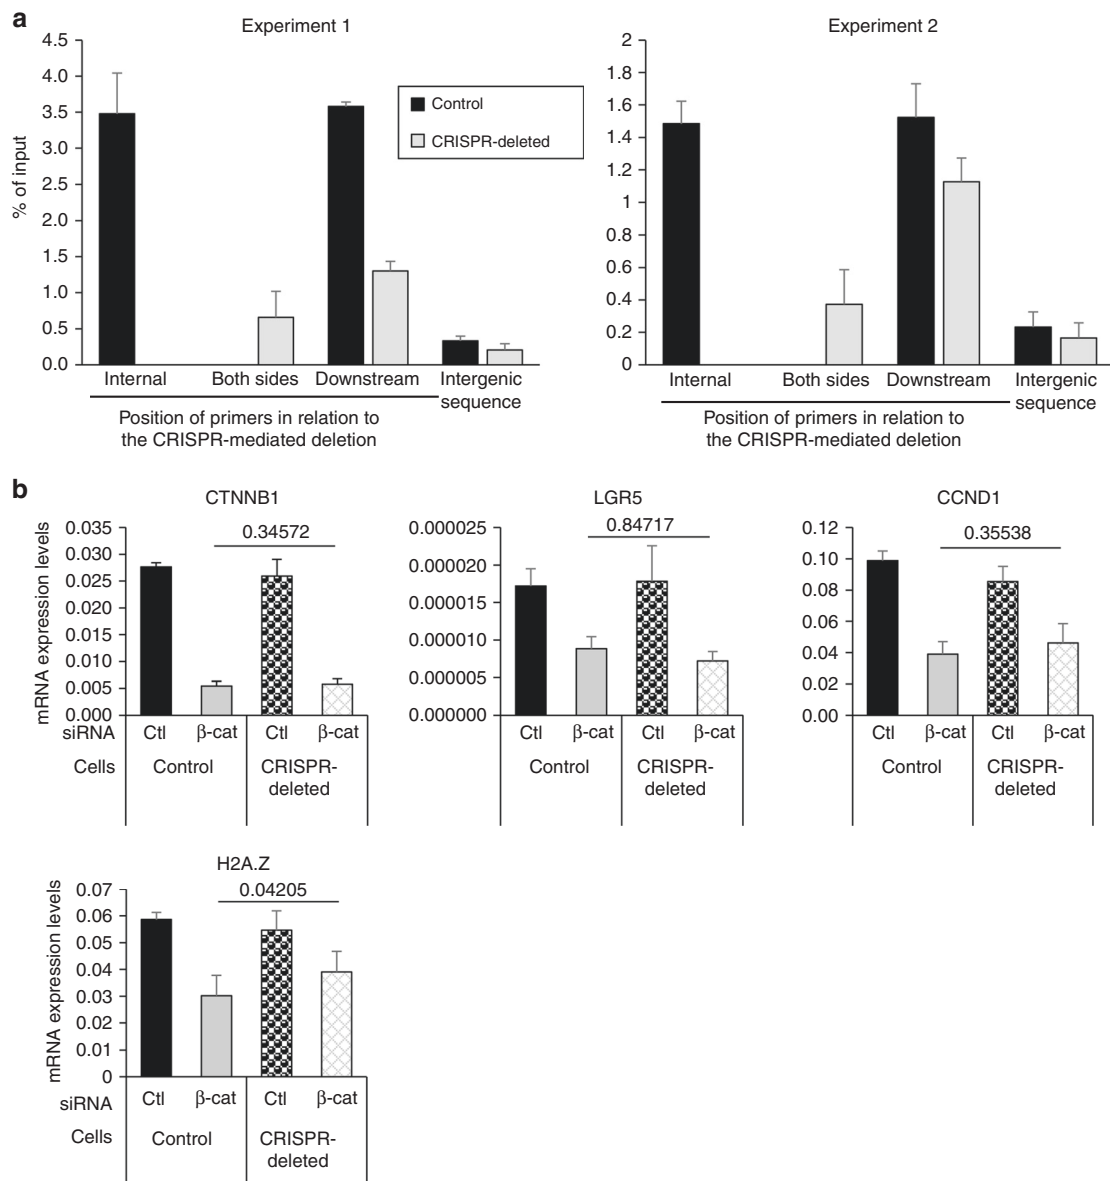 a
Experiment 1
4.5
4.0
3.5
3.0
2.5
2.0
1.5
1.0
0.5
0.0
% of input
Control
CRISPR-deleted
Internal
Both sides
Downstream
Intergenic
sequence
Position of primers in relation to
the CRISPR-mediated deletion
Experiment 2
2
1.8
1.6
1.4
1.2
1
0.8
0.6
0.4
0.2
0
Internal
Both sides
Downstream
Intergenic
sequence
Position of primers in relation to
the CRISPR-mediated deletion
b
CTNNB1
0.035
0.030
0.025
0.020
0.015
0.010
0.005
0.000
mRNA expression levels
0.34572
siRNA
Ctl
β-cat
Ctl
β-cat
Cells
Control
CRISPR-
deleted
LGR5
0.000025
0.000020
0.000015
0.000010
0.000005
0.000000
0.84717
Ctl
β-cat
Ctl
β-cat
Control
CRISPR-
deleted
CCND1
0.12
0.10
0.08
0.06
0.04
0.02
0.00
0.35538
Ctl
β-cat
Ctl
β-cat
Control
CRISPR-
deleted
H2A.Z
0.07
0.06
0.05
0.04
0.03
0.02
0.01
0
mRNA expression levels
0.04205
siRNA
Ctl
β-cat
Ctl
β-cat
Cells
Control
CRISPR-
deleted